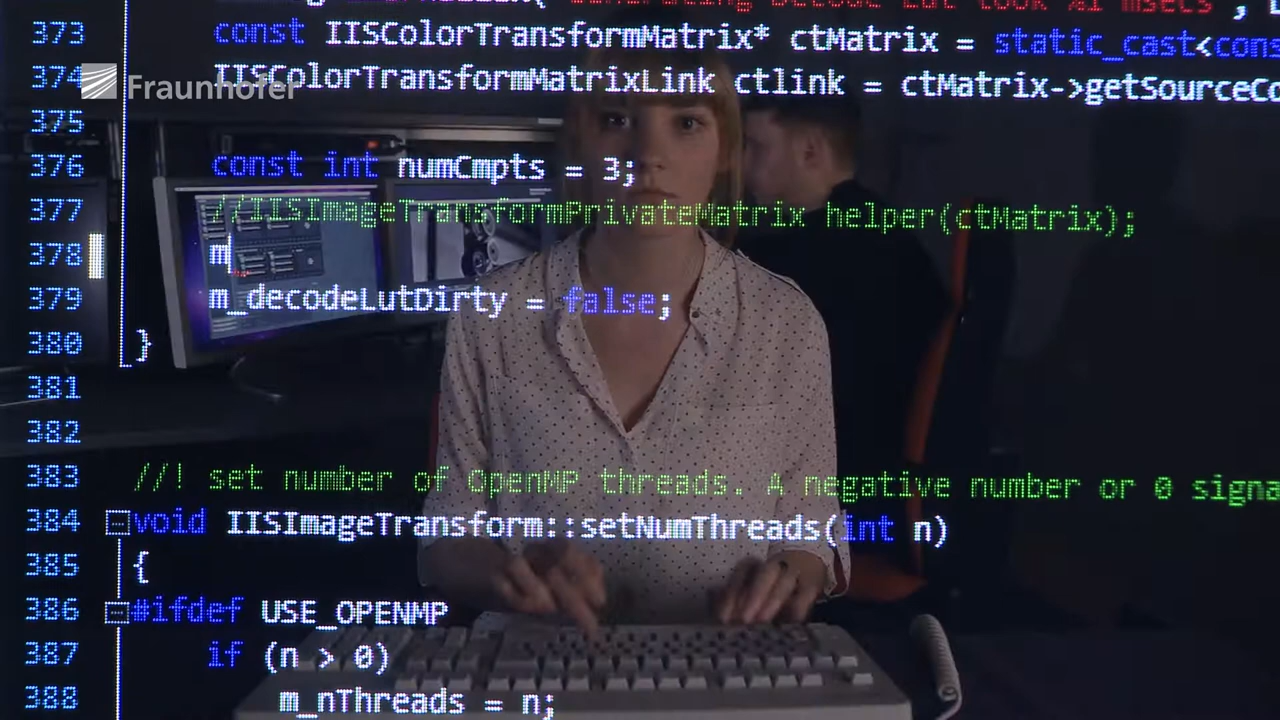 373 const IISColorTransformMatrix* ctMatrix = static_cast<cons
374 IISColorTransformMatrixLink ctlink = ctMatrix->getSourceCo
Fraunhofer
375
376 const int numCmpts = 3;
377 //IISImageTransformPrivateMatrix helper(ctMatrix);
378 m
379 m_decodeLutDirty = false;
380 }
381
382
383 //! set number of OpenMP threads. A negative number or 0 signa
384 void IISImageTransform::setNumThreads(int n)
385 {
386 #ifdef USE_OPENMP
387 if (n > 0)
388 m_nThreads = n;